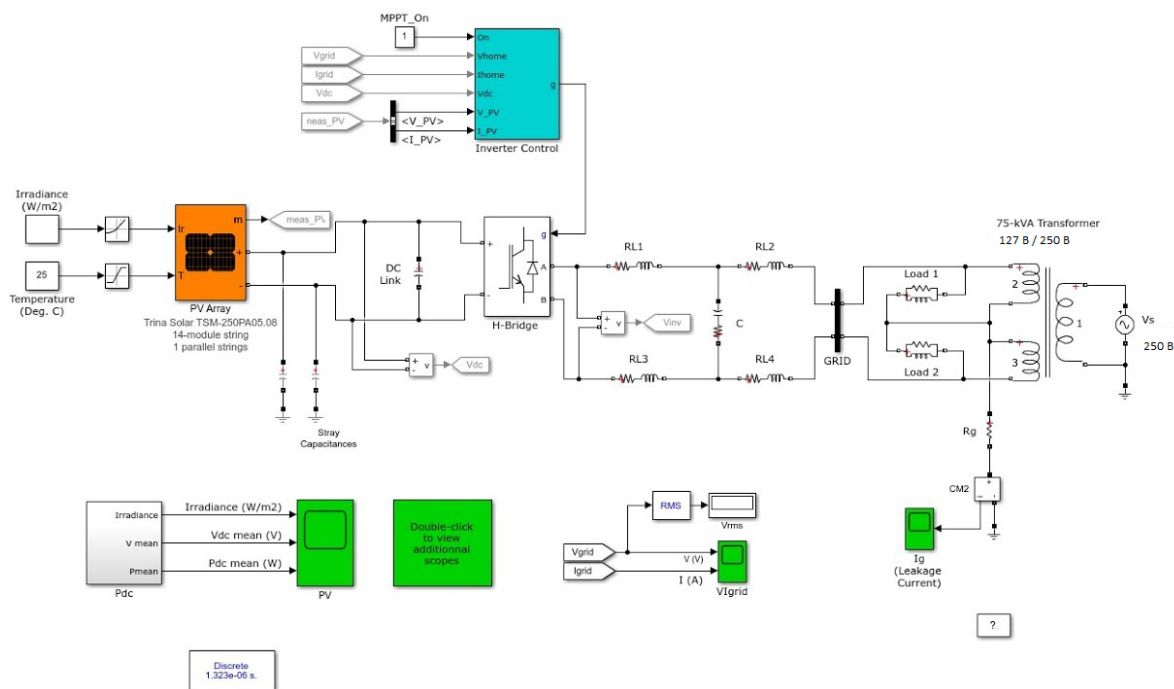 MPPT_On
1
On
Vgrid
Vhome
Igrid
Ihome
Vdc
Vdc
g
neas_PV
V_PV
<V_PV>
I_PV
<I_PV>
Inverter Control
Irradiance
(W/m2)
Ir
m
meas_PV
25
T
+
-
Temperature
(Deg. C)
PV Array
Trina Solar TSM-250PA05.08
14-module string
1 parallel strings
DC
Link
g
+
-
A
B
H-Bridge
+
-
v
Vdc
Stray
Capacitances
RL1
RL2
+
-
v
Vinv
C
RL3
RL4
GRID
Load 1
Load 2
75-kVA Transformer
127 В / 250 В
2
3
1
Vs
250 В
Rg
CM2
Ig
(Leakage
Current)
Irradiance
V mean
Pmean
Pdc
Irradiance (W/m2)
Vdc mean (V)
Pdc mean (W)
PV
Double-click
to view
additionnal
scopes
RMS
Vrms
Vgrid
V (V)
Igrid
I (A)
VIgrid
?
Discrete
1.323e-06 s.